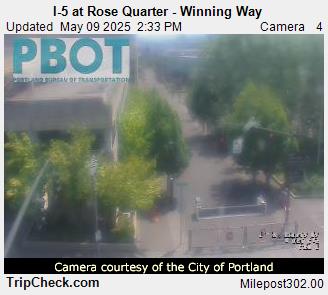 I-5 at Rose Quarter - Winning Way
Updated May 09 2025 2:33 PM Camera 4
PBOT
PORTLAND BUREAU OF TRANSPORTATION
Camera courtesy of the City of Portland
TripCheck.com Milepost302.00